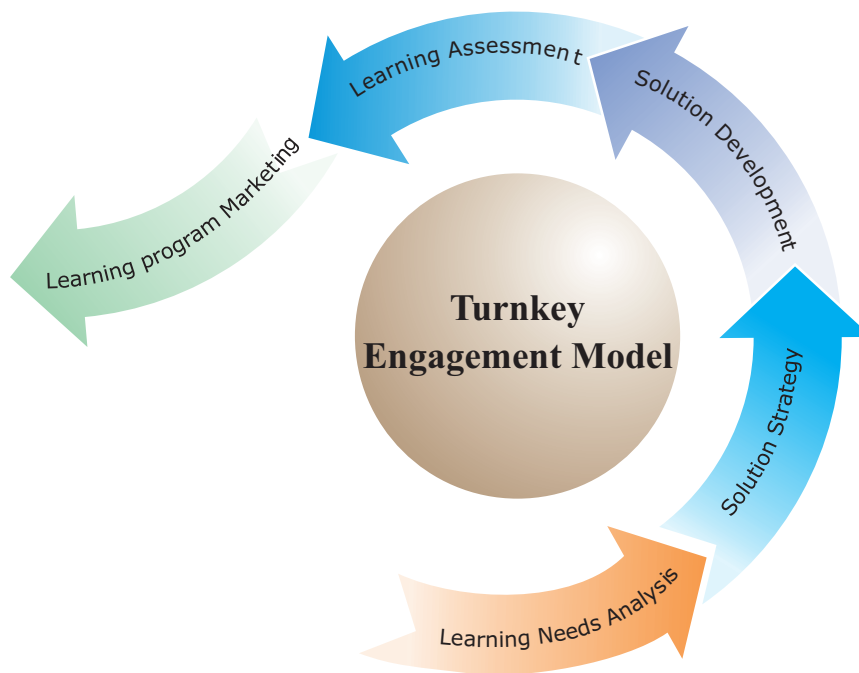 Learning Assessment
Solution Development
Learning program Marketing
Turnkey
Engagement Model
Solution Strategy
Learning Needs Analysis